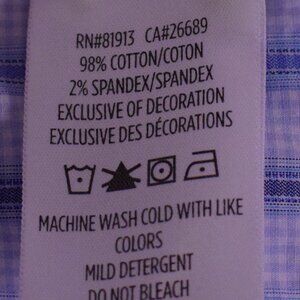 RN#81913 CA#26689
98% COTTON/COTON
2% SPANDEX/SPANDEX
EXCLUSIVE OF DECORATION
EXCLUSIVE DES DÉCORATIONS
MACHINE WASH COLD WITH LIKE
COLORS
MILD DETERGENT
DO NOT BLEACH